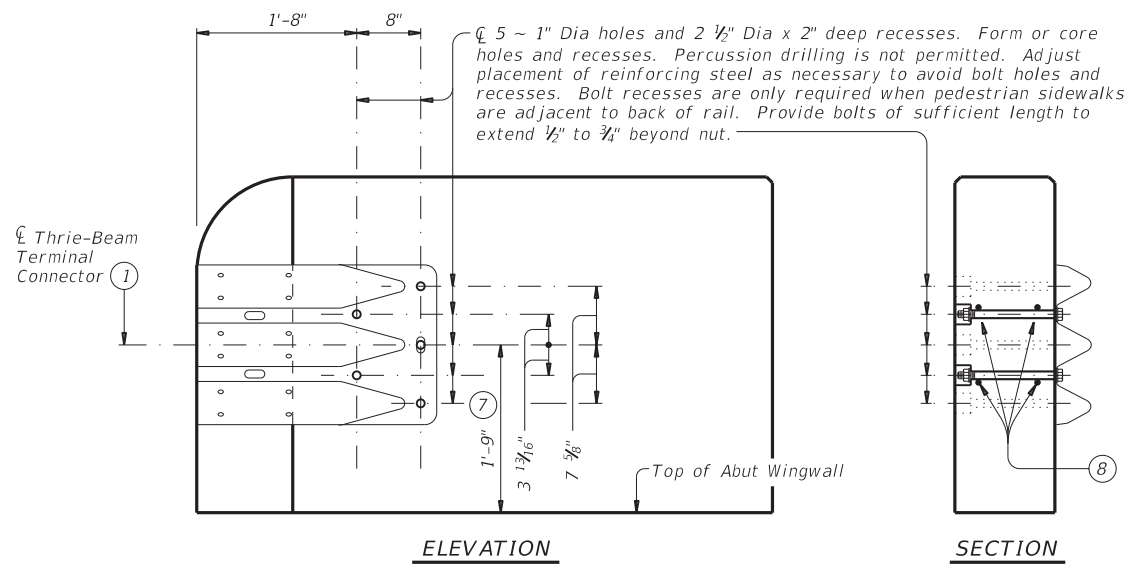 1'-8"
8"
℄ 5 ~ 1" Dia holes and 2 ½" Dia x 2" deep recesses. Form or core
holes and recesses. Percussion drilling is not permitted. Adjust
placement of reinforcing steel as necessary to avoid bolt holes and
recesses. Bolt recesses are only required when pedestrian sidewalks
are adjacent to back of rail. Provide bolts of sufficient length to
extend ½" to ¾" beyond nut.
℄ Thrie-Beam
Terminal
Connector 1
7
1'-9"
3 13/16"
7 5/8"
Top of Abut Wingwall
8
ELEVATION
SECTION